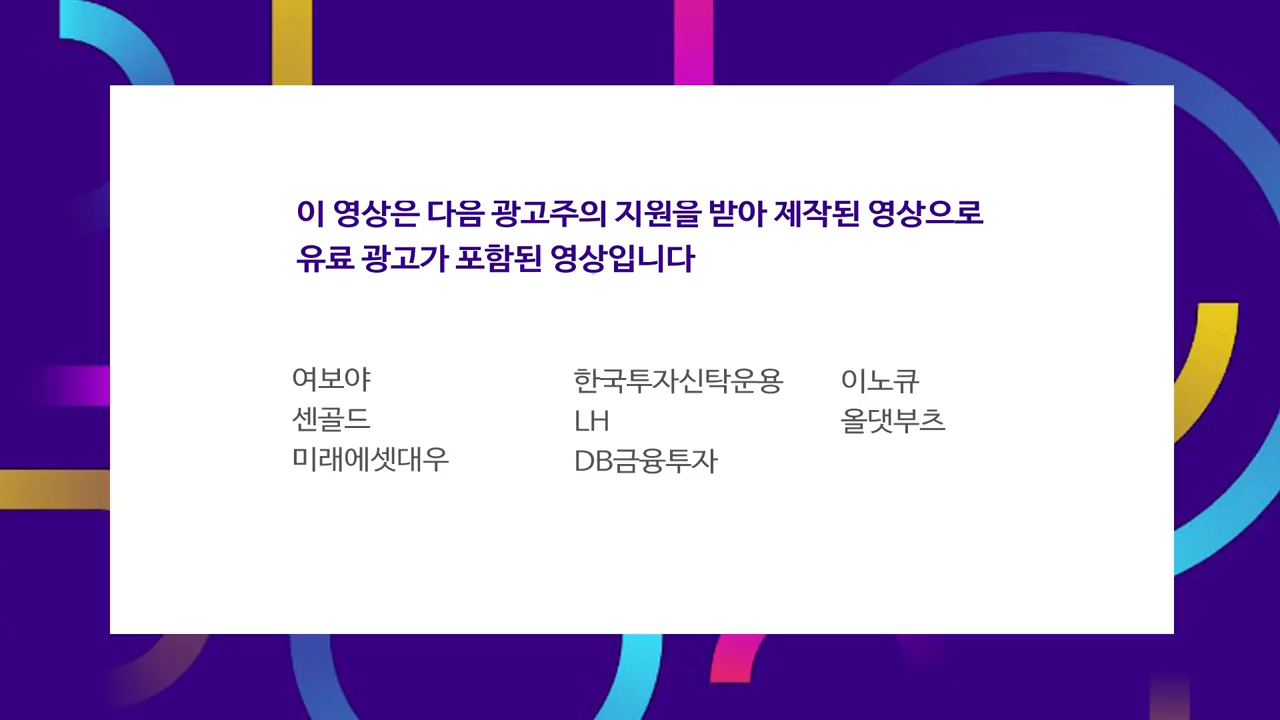 이 영상은 다음 광고주의 지원을 받아 제작된 영상으로
유료 광고가 포함된 영상입니다
여보야
센골드
미래에셋대우
한국투자신탁운용
LH
DB금융투자
이노큐
올댓부츠